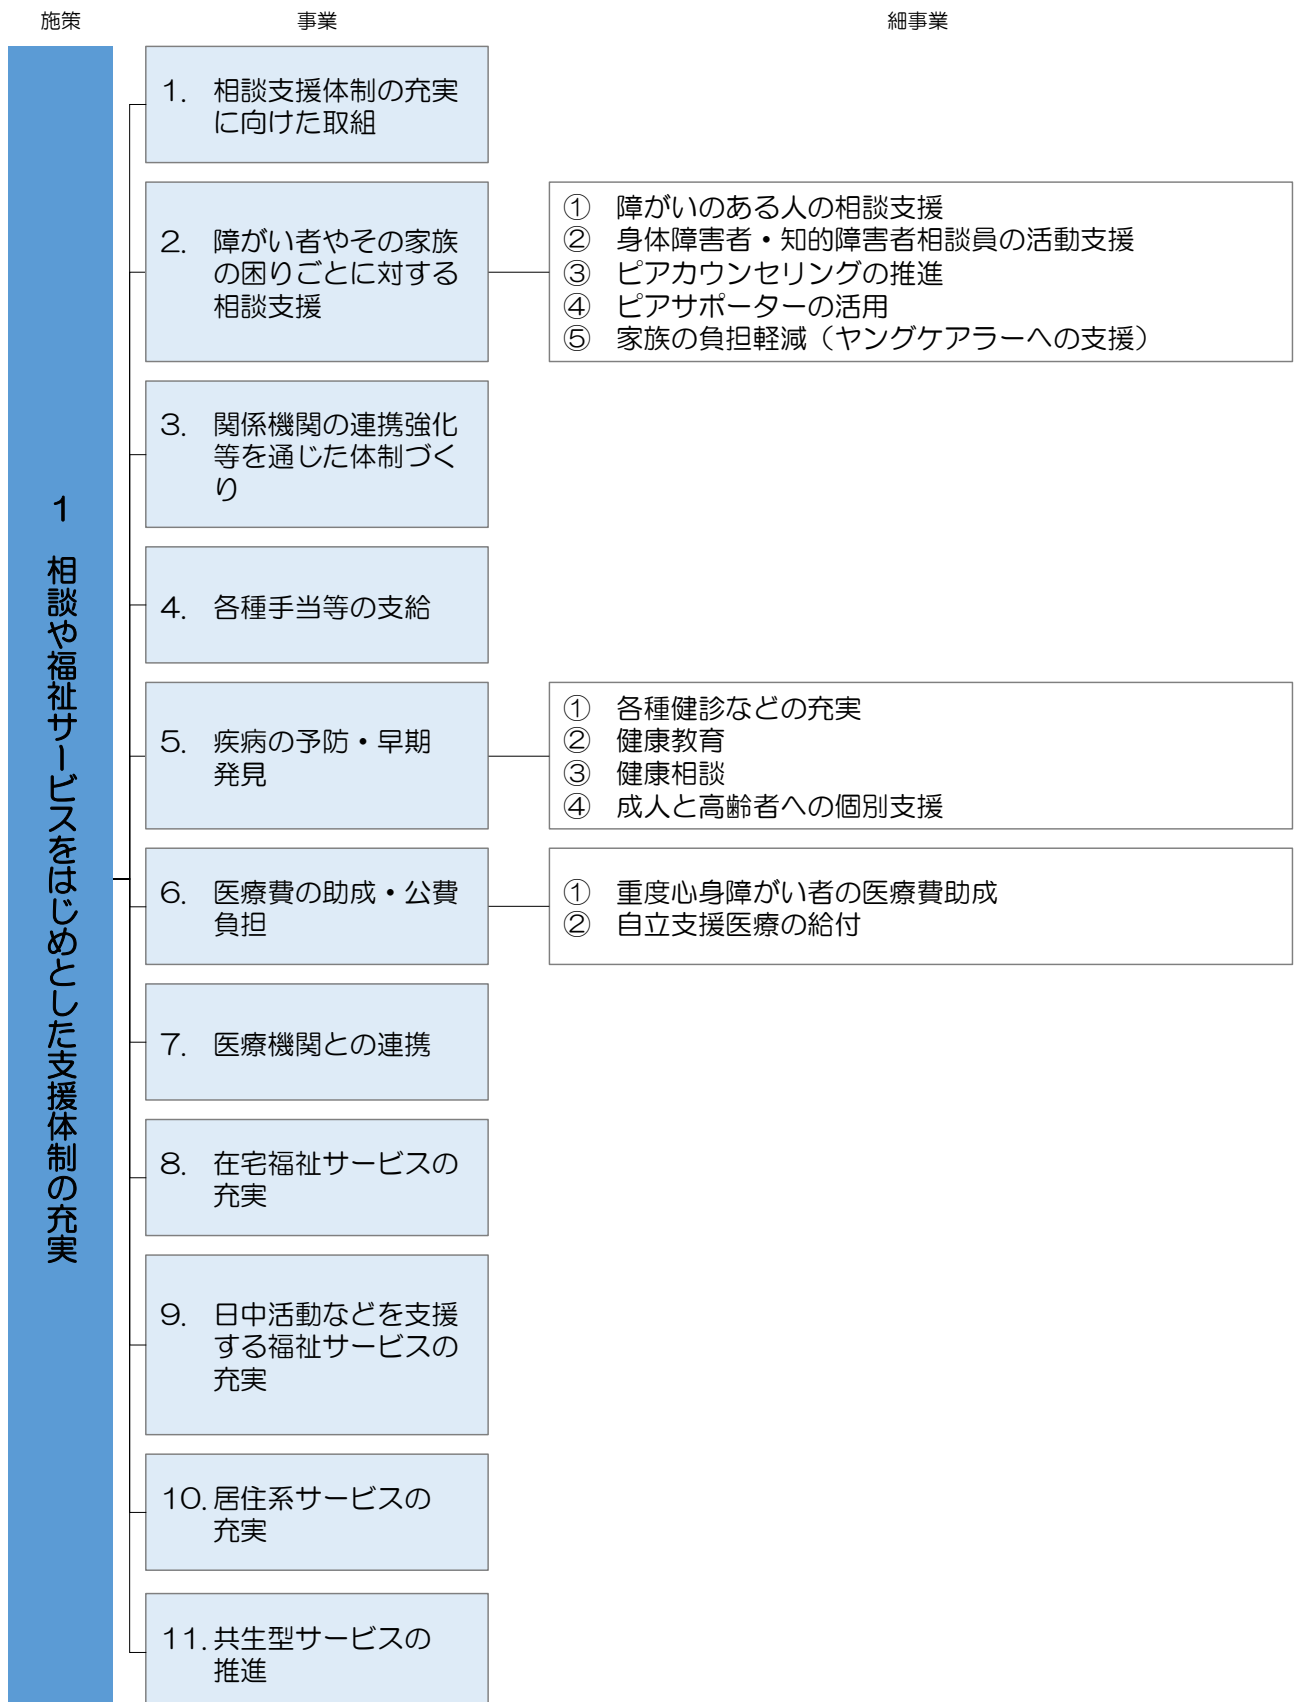 施策
事業
細事業
1 相談や福祉サービスをはじめとした支援体制の充実
1. 相談支援体制の充実
に向けた取組
2. 障がい者やその家族
の困りごとに対する
相談支援
① 障がいのある人の相談支援
② 身体障害者・知的障害者相談員の活動支援
③ ピアカウンセリングの推進
④ ピアサポーターの活用
⑤ 家族の負担軽減（ヤングケアラーへの支援）
3. 関係機関の連携強化
等を通じた体制づく
り
4. 各種手当等の支給
5. 疾病の予防・早期
発見
① 各種健診などの充実
② 健康教育
③ 健康相談
④ 成人と高齢者への個別支援
6. 医療費の助成・公費
負担
① 重度心身障がい者の医療費助成
② 自立支援医療の給付
7. 医療機関との連携
8. 在宅福祉サービスの
充実
9. 日中活動などを支援
する福祉サービスの
充実
10. 居住系サービスの
充実
11. 共生型サービスの
推進